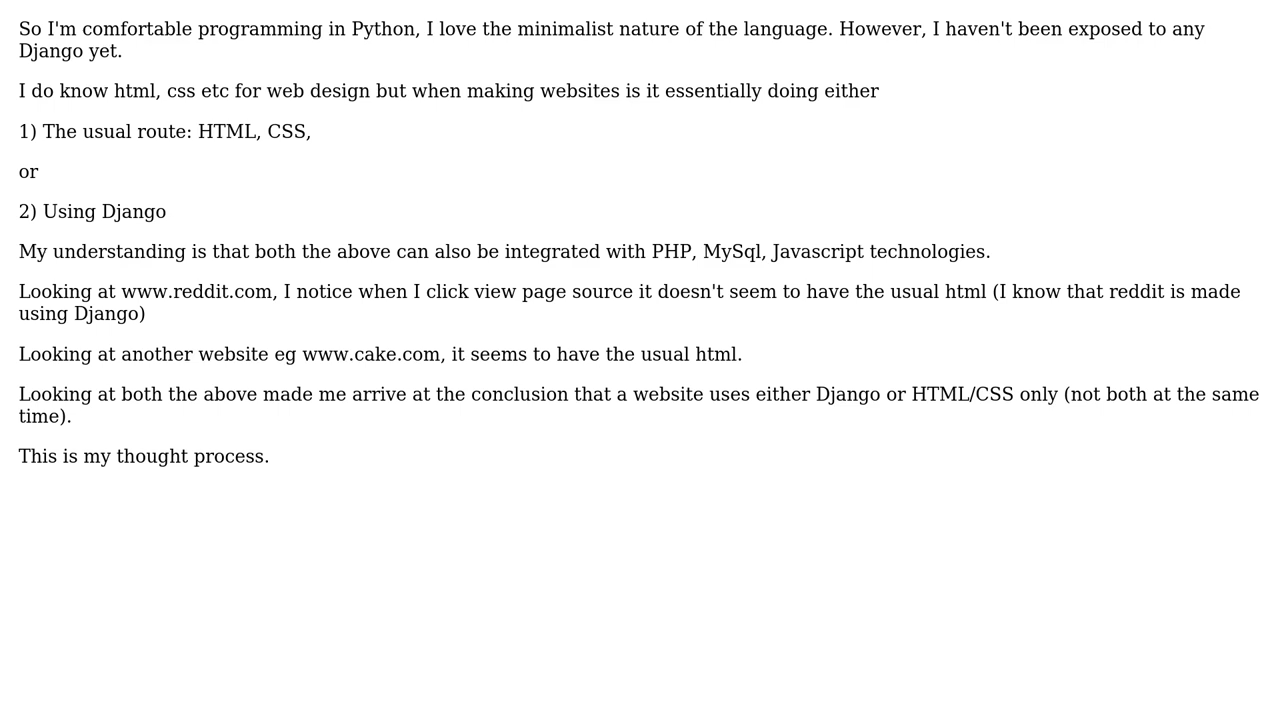 So I'm comfortable programming in Python, I love the minimalist nature of the language. However, I haven't been exposed to any
Django yet.
I do know html, css etc for web design but when making websites is it essentially doing either
1) The usual route: HTML, CSS,
or
2) Using Django
My understanding is that both the above can also be integrated with PHP, MySql, Javascript technologies.
Looking at www.reddit.com, I notice when I click view page source it doesn't seem to have the usual html (I know that reddit is made
using Django)
Looking at another website eg www.cake.com, it seems to have the usual html.
Looking at both the above made me arrive at the conclusion that a website uses either Django or HTML/CSS only (not both at the same
time).
This is my thought process.